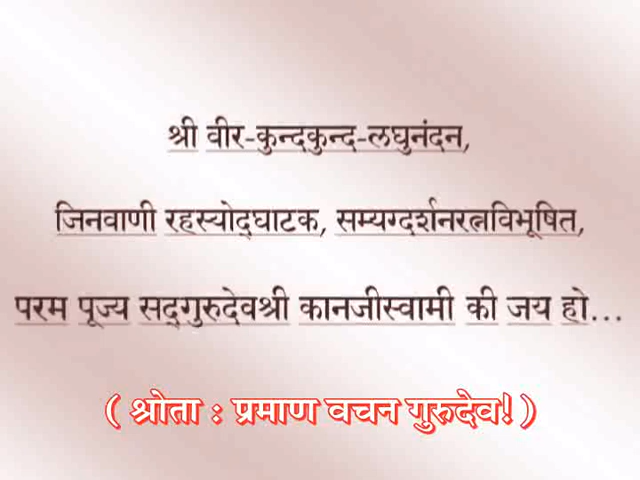 श्री वीर-कुन्दकुन्द-लघुनंदन,
जिनवाणी रहस्योद्‌घाटक, सम्यग्दर्शनरत्नविभूषित,
परम पूज्य सद्‌गुरुदेवश्री कानजीस्वामी की जय हो...
( श्रोता : प्रमाण वचन गुरुदेव! )